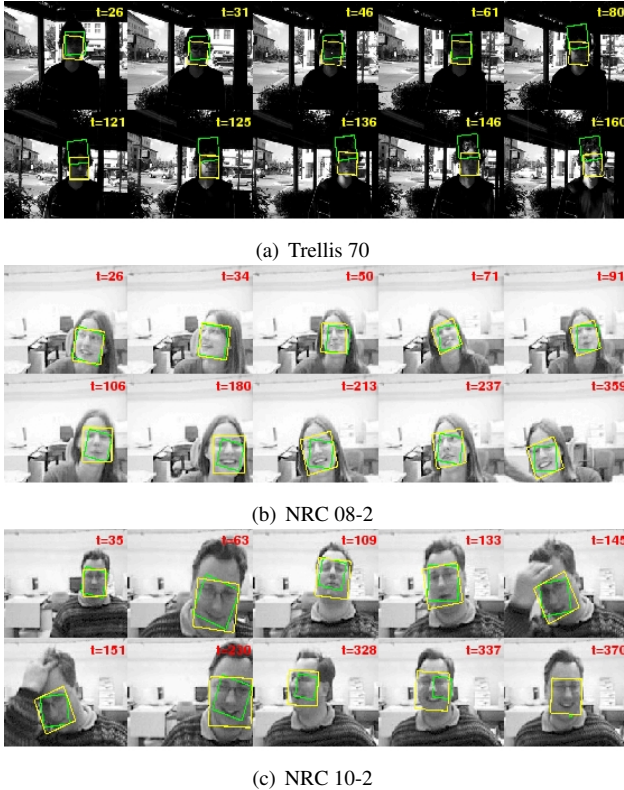 t=26 t=31 t=46 t=61 t=80
t=121 t=125 t=136 t=146 t=160
(a) Trellis 70
t=26 t=34 t=50 t=71 t=91
t=106 t=180 t=213 t=237 t=359
(b) NRC 08-2
t=35 t=63 t=109 t=133 t=145
t=151 t=230 t=328 t=337 t=370
(c) NRC 10-2